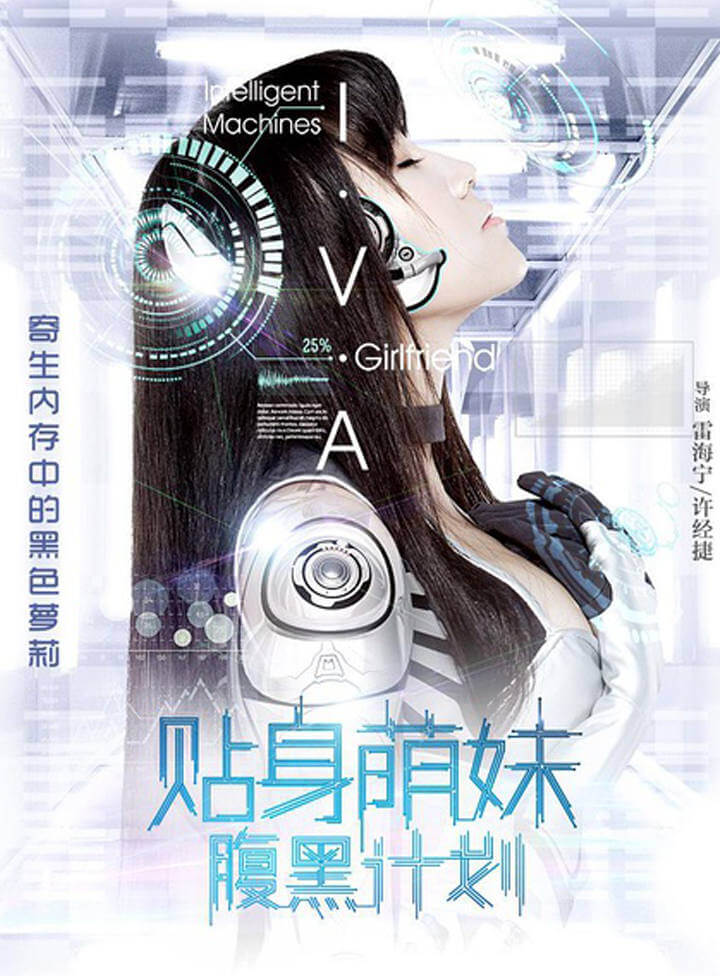 Intelligent
Machines
I·V·A
25%
Girlfriend
寄生内存中的黑色萝莉
导演 雷海宁/许经捷
贴身萌妹
腹黑计划